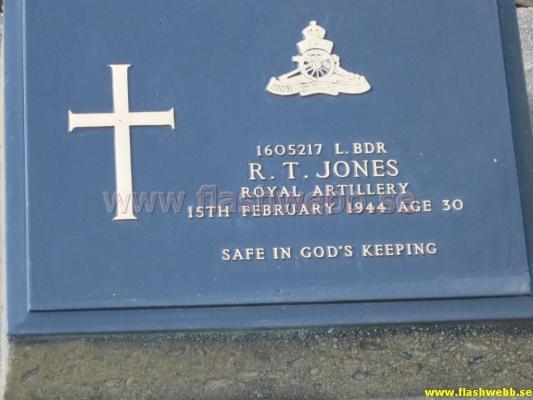 1605217 L. BDR
R. T. JONES
ROYAL ARTILLERY
www.flashwebb.se
15TH FEBRUARY 1944 AGE 30
SAFE IN GOD'S KEEPING
www.flashwebb.se